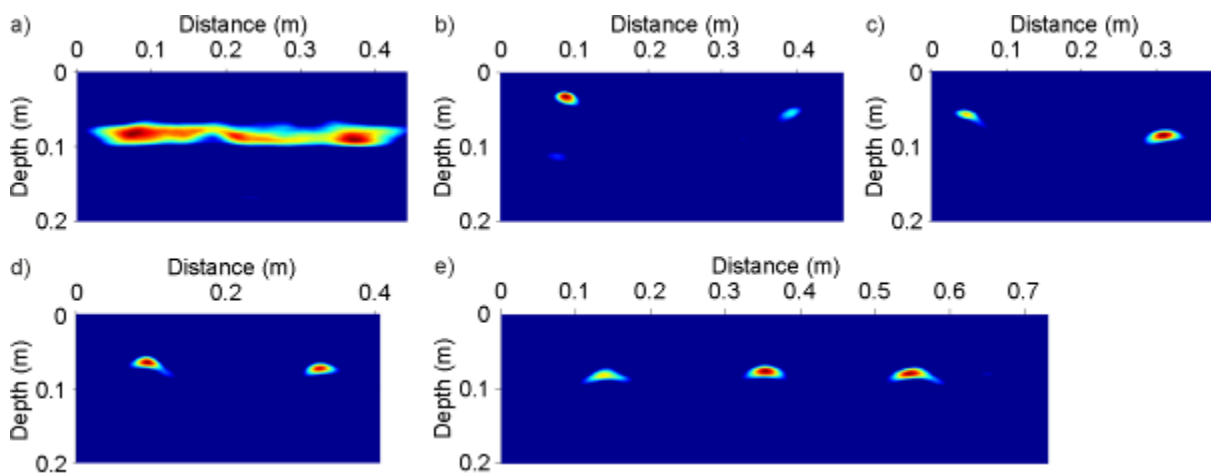 a) Distance (m)
0 0.1 0.2 0.3 0.4
Depth (m)
0
0.1
0.2
b) Distance (m)
0 0.1 0.2 0.3 0.4
Depth (m)
0
0.1
0.2
c) Distance (m)
0 0.1 0.2 0.3
Depth (m)
0
0.1
0.2
d) Distance (m)
0 0.2 0.4
Depth (m)
0
0.1
0.2
e) Distance (m)
0 0.1 0.2 0.3 0.4 0.5 0.6 0.7
Depth (m)
0
0.1
0.2